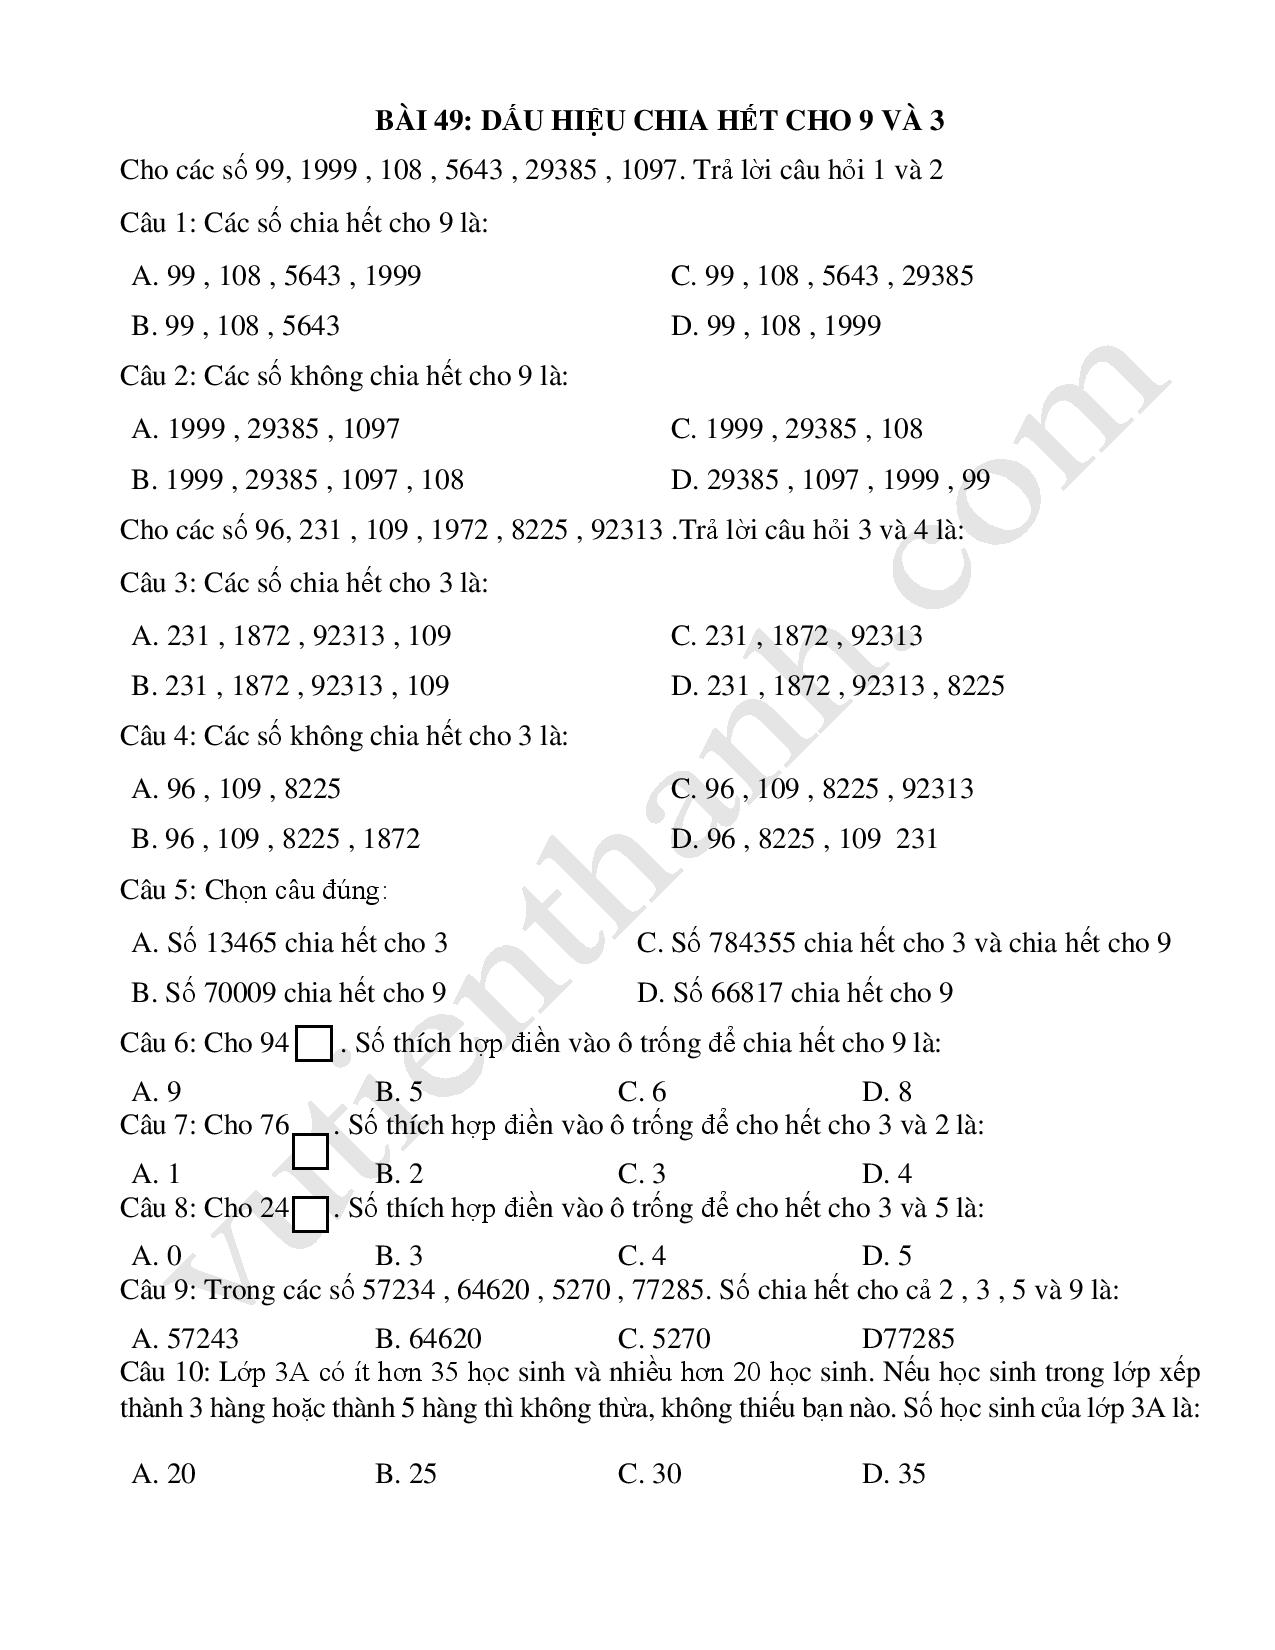 BÀI 49: DẤU HIỆU CHIA HẾT CHO 9 VÀ 3
Cho các số 99, 1999 , 108 , 5643 , 29385 , 1097. Trả lời câu hỏi 1 và 2
Câu 1: Các số chia hết cho 9 là:
A. 99 , 108 , 5643 , 1999 C. 99 , 108 , 5643 , 29385
B. 99 , 108 , 5643 D. 99 , 108 , 1999
Câu 2: Các số không chia hết cho 9 là:
A. 1999 , 29385 , 1097 C. 1999 , 29385 , 108
B. 1999 , 29385 , 1097 , 108 D. 29385 , 1097 , 1999 , 99
Cho các số 96, 231 , 109 , 1972 , 8225 , 92313 .Trả lời câu hỏi 3 và 4 là:
Câu 3: Các số chia hết cho 3 là:
A. 231 , 1872 , 92313 , 109 C. 231 , 1872 , 92313
B. 231 , 1872 , 92313 , 109 D. 231 , 1872 , 92313 , 8225
Câu 4: Các số không chia hết cho 3 là:
A. 96 , 109 , 8225 C. 96 , 109 , 8225 , 92313
B. 96 , 109 , 8225 , 1872 D. 96 , 8225 , 109 231
Câu 5: Chọn câu đúng:
A. Số 13465 chia hết cho 3 C. Số 784355 chia hết cho 3 và chia hết cho 9
B. Số 70009 chia hết cho 9 D. Số 66817 chia hết cho 9
Câu 6: Cho 94 . Số thích hợp điền vào ô trống để chia hết cho 9 là:
A. 9 B. 5 C. 6 D. 8
Câu 7: Cho 76 . Số thích hợp điền vào ô trống để cho hết cho 3 và 2 là:
A. 1 B. 2 C. 3 D. 4
Câu 8: Cho 24 . Số thích hợp điền vào ô trống để cho hết cho 3 và 5 là:
A. 0 B. 3 C. 4 D. 5
Câu 9: Trong các số 57234 , 64620 , 5270 , 77285. Số chia hết cho cả 2 , 3 , 5 và 9 là:
A. 57243 B. 64620 C. 5270 D77285
Câu 10: Lớp 3A có ít hơn 35 học sinh và nhiều hơn 20 học sinh. Nếu học sinh trong lớp xếp
thành 3 hàng hoặc thành 5 hàng thì không thừa, không thiếu bạn nào. Số học sinh của lớp 3A là:
A. 20 B. 25 C. 30 D. 35
vutienthanh.com